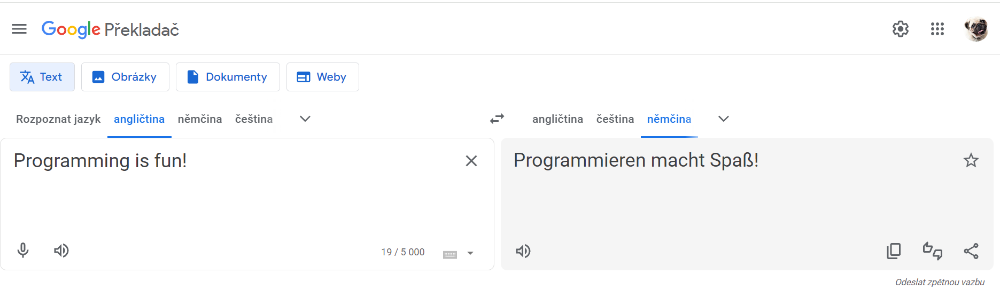 Google Překladač
Text Obrázky Dokumenty Weby
Rozpoznat jazyk angličtina němčina čeština angličtina čeština němčina
Programming is fun! Programmieren macht Spaß!
19 / 5 000
Odeslat zpětnou vazbu